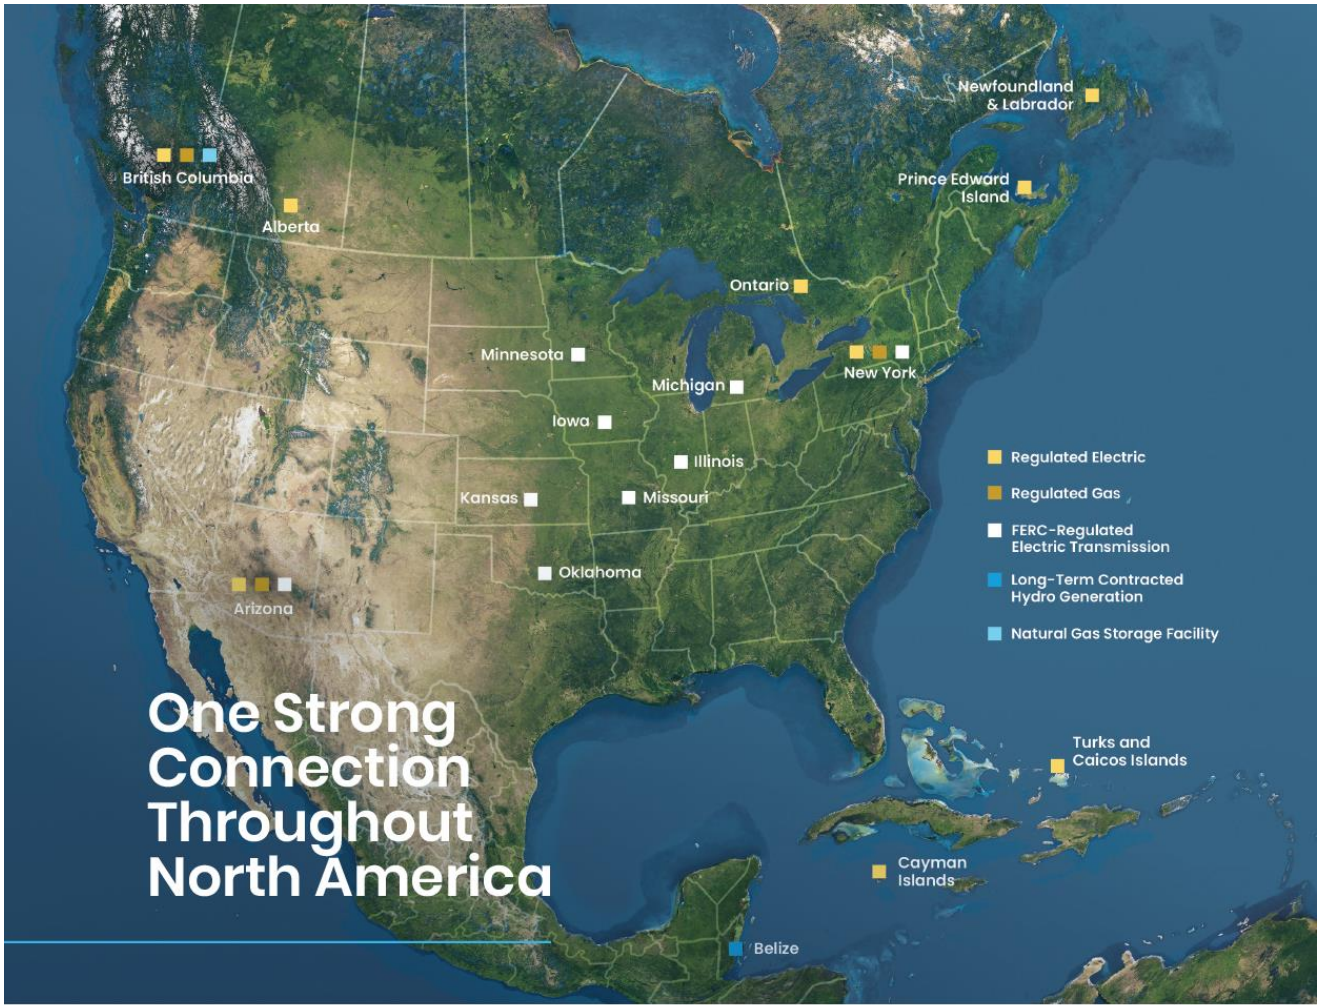 Newfoundland
& Labrador
British Columbia
Prince Edward
Island
Alberta
Ontario
Minnesota
New York
Michigan
Iowa
Illinois
Kansas
Missouri
Oklahoma
Arizona
Regulated Electric
Regulated Gas
FERC-Regulated
Electric Transmission
Long-Term Contracted
Hydro Generation
Natural Gas Storage Facility
One Strong
Connection
Throughout
North America
Turks and
Caicos Islands
Cayman
Islands
Belize